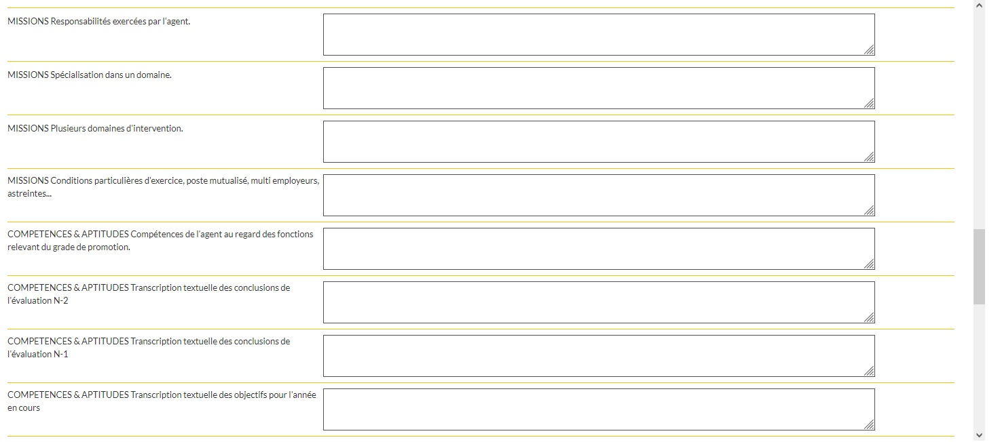 MISSIONS Responsabilités exercées par l'agent.
MISSIONS Spécialisation dans un domaine.
MISSIONS Plusieurs domaines d'intervention.
MISSIONS Conditions particulières d'exercice, poste mutualisé, multi employeurs,
astreintes...
COMPETENCES & APTITUDES Compétences de l'agent au regard des fonctions
relevant du grade de promotion.
COMPETENCES & APTITUDES Transcription textuelle des conclusions de
l'évaluation N-2
COMPETENCES & APTITUDES Transcription textuelle des conclusions de
l'évaluation N-1
COMPETENCES & APTITUDES Transcription textuelle des objectifs pour l'année
en cours